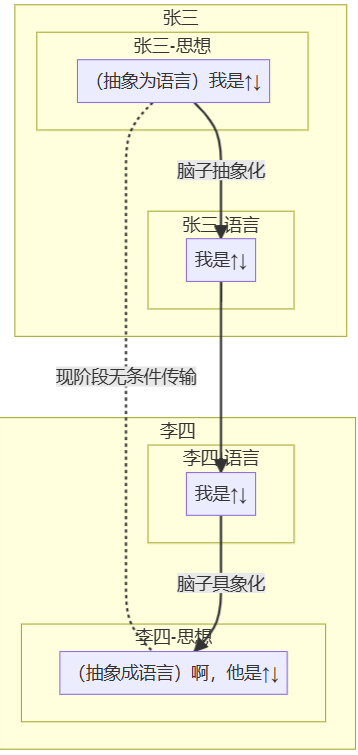 张三
张三-思想
（抽象为语言）我是↑↓
脑子抽象化
张三-语言
我是↑↓
现阶段无条件传输
李四
李四-语言
我是↑↓
脑子具象化
李四-思想
（抽象成语言）啊，他是↑↓